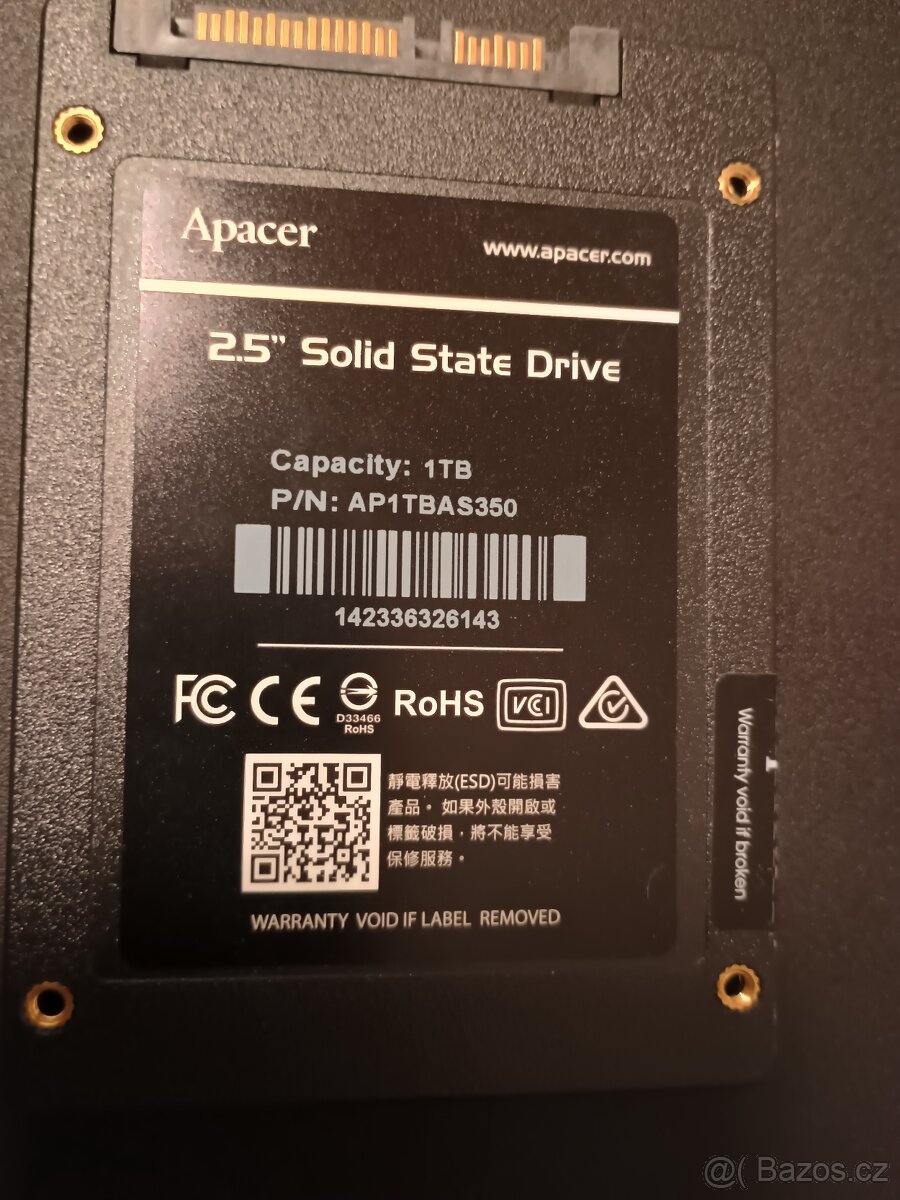 Apacer
www.apacer.com
2.5” Solid State Drive
Capacity: 1TB
P/N: AP1TBAS350
142336326143
FC CE
D33466
RoHS
RoHS
VCI
靜電釋放(ESD)可能損害
產品。如果外殼開啟或
標籤破損，將不能享受
保修服務。
WARRANTY VOID IF LABEL REMOVED
Warranty void if broken
@( Bazos.cz